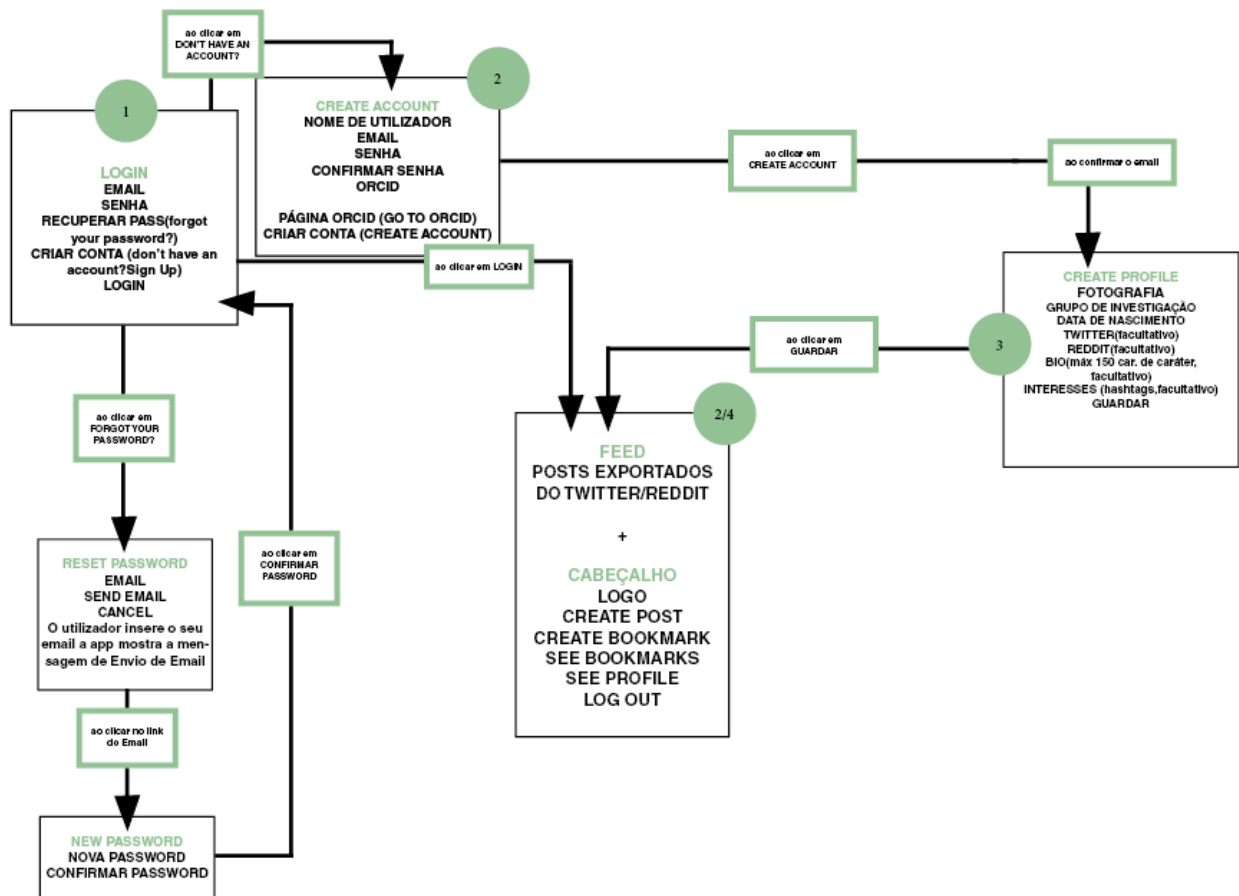 ao clicar em
DON'T HAVE AN
ACCOUNT?
1
LOGIN
EMAIL
SENHA
RECUPERAR PASS(forgot
your password?)
CRIAR CONTA (don't have an
account?Sign Up)
LOGIN
2
CREATE ACCOUNT
NOME DE UTILIZADOR
EMAIL
SENHA
CONFIRMAR SENHA
ORCID
PÁGINA ORCID (GO TO ORCID)
CRIAR CONTA (CREATE ACCOUNT)
ao clicar em
CREATE ACCOUNT
ao confirmar o email
ao clicar em LOGIN
CREATE PROFILE
FOTOGRAFIA
GRUPO DE INVESTIGAÇÃO
DATA DE NASCIMENTO
TWITTER(facultativo)
REDDIT(facultativo)
BIO(máx 150 car. de caráter,
facultativo)
INTERESSES (hashtags,facultativo)
GUARDAR
3
ao clicar em
GUARDAR
2/4
FEED
POSTS EXPORTADOS
DO TWITTER/REDDIT
+
CABEÇALHO
LOGO
CREATE POST
CREATE BOOKMARK
SEE BOOKMARKS
SEE PROFILE
LOG OUT
ao clicar em
FORGOT YOUR
PASSWORD?
RESET PASSWORD
EMAIL
SEND EMAIL
CANCEL
O utilizador insere o seu
email a app mostra a men-
sagem de Envio de Email
ao clicar em
CONFIRMAR
PASSWORD
ao clicar no link
do Email
NEW PASSWORD
NOVA PASSWORD
CONFIRMAR PASSWORD